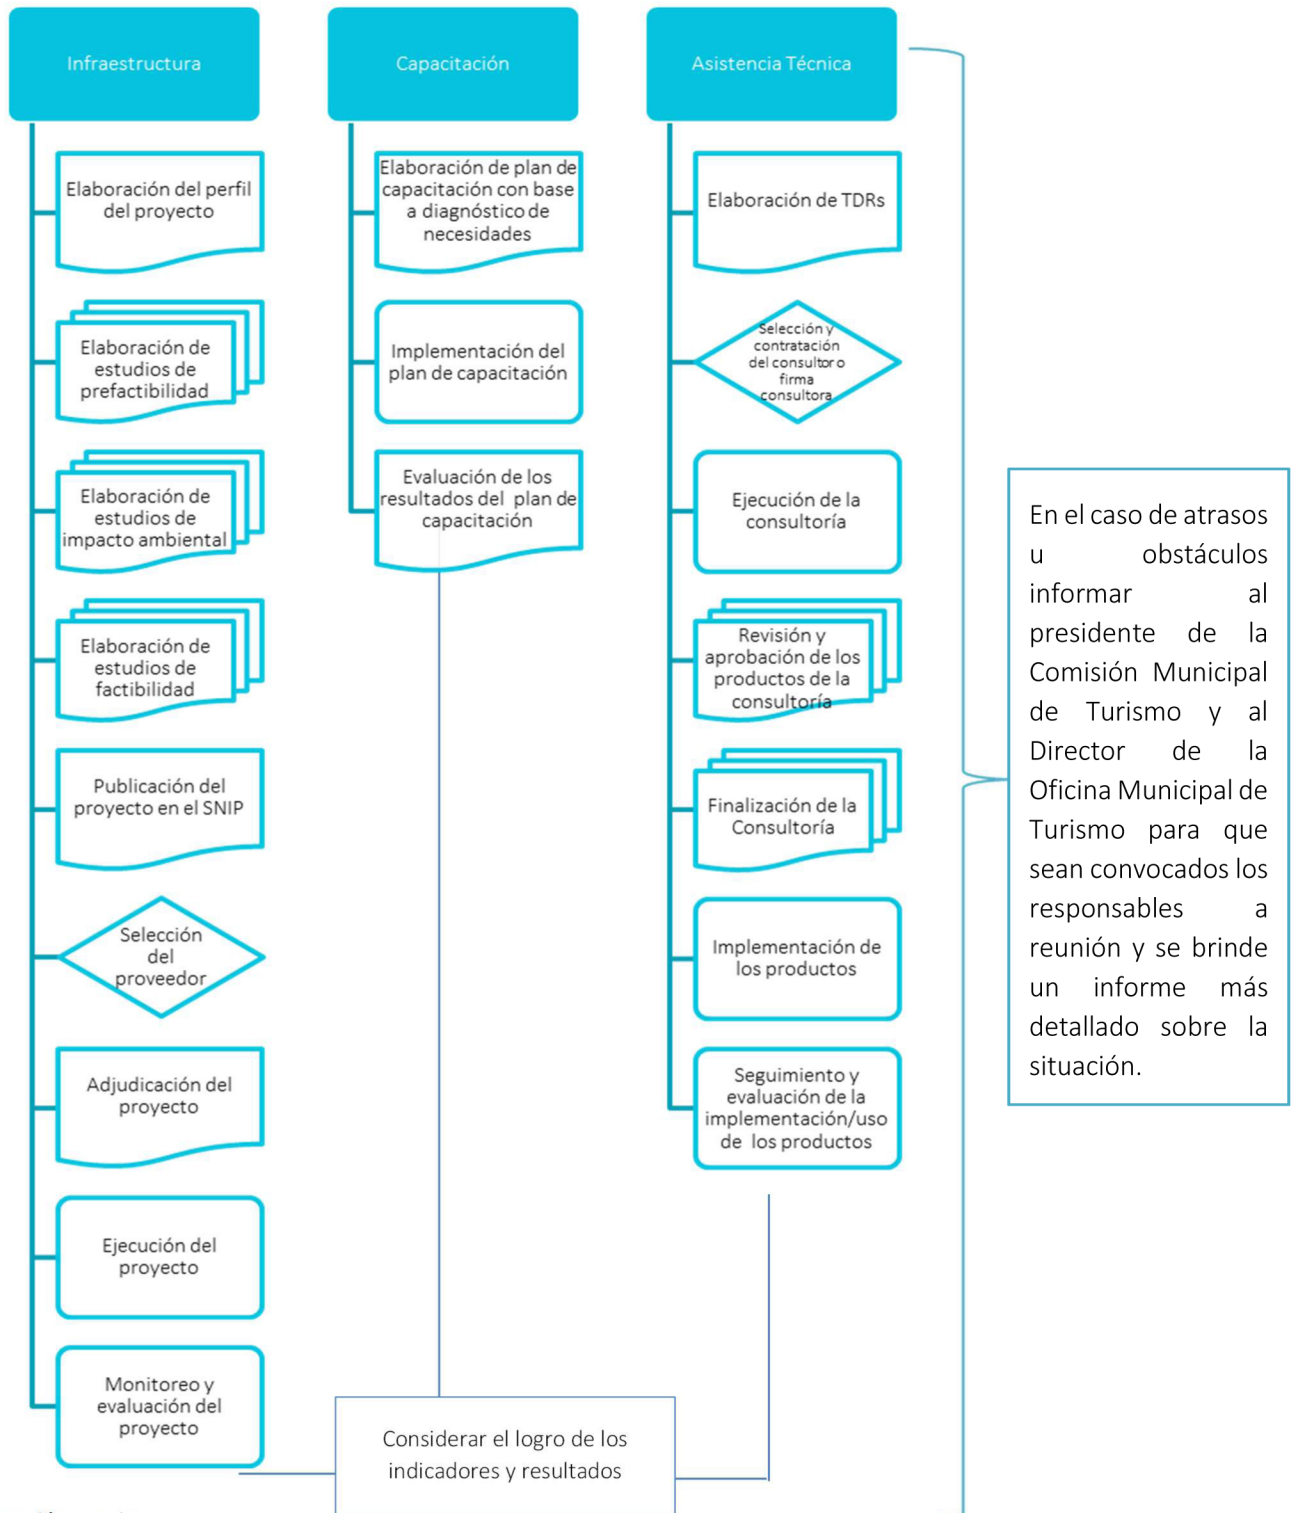 Infraestructura
Elaboración del perfil
del proyecto
Elaboración de
estudios de
prefactibilidad
Elaboración de
estudios de
impacto ambiental
Elaboración de
estudios de
factibilidad
Publicación del
proyecto en el SNIP
Selección
del
proveedor
Adjudicación del
proyecto
Ejecución del
proyecto
Monitoreo y
evaluación del
proyecto
Capacitación
Elaboración de plan de
capacitación con base
a diagnóstico de
necesidades
Implementación del
plan de capacitación
Evaluación de los
resultados del plan de
capacitación
Asistencia Técnica
Elaboración de TDRs
Selección y
contratación
del consultor o
firma
consultora
Ejecución de la
consultoría
Revisión y
aprobación de los
productos de la
consultoría
Finalización de la
Consultoría
Implementación de
los productos
Seguimiento y
evaluación de la
implementación/uso
de los productos
Considerar el logro de los
indicadores y resultados
En el caso de atrasos
u obstáculos
informar al
presidente de la
Comisión Municipal
de Turismo y al
Director de la
Oficina Municipal de
Turismo para que
sean convocados los
responsables a
reunión y se brinde
un informe más
detallado sobre la
situación.